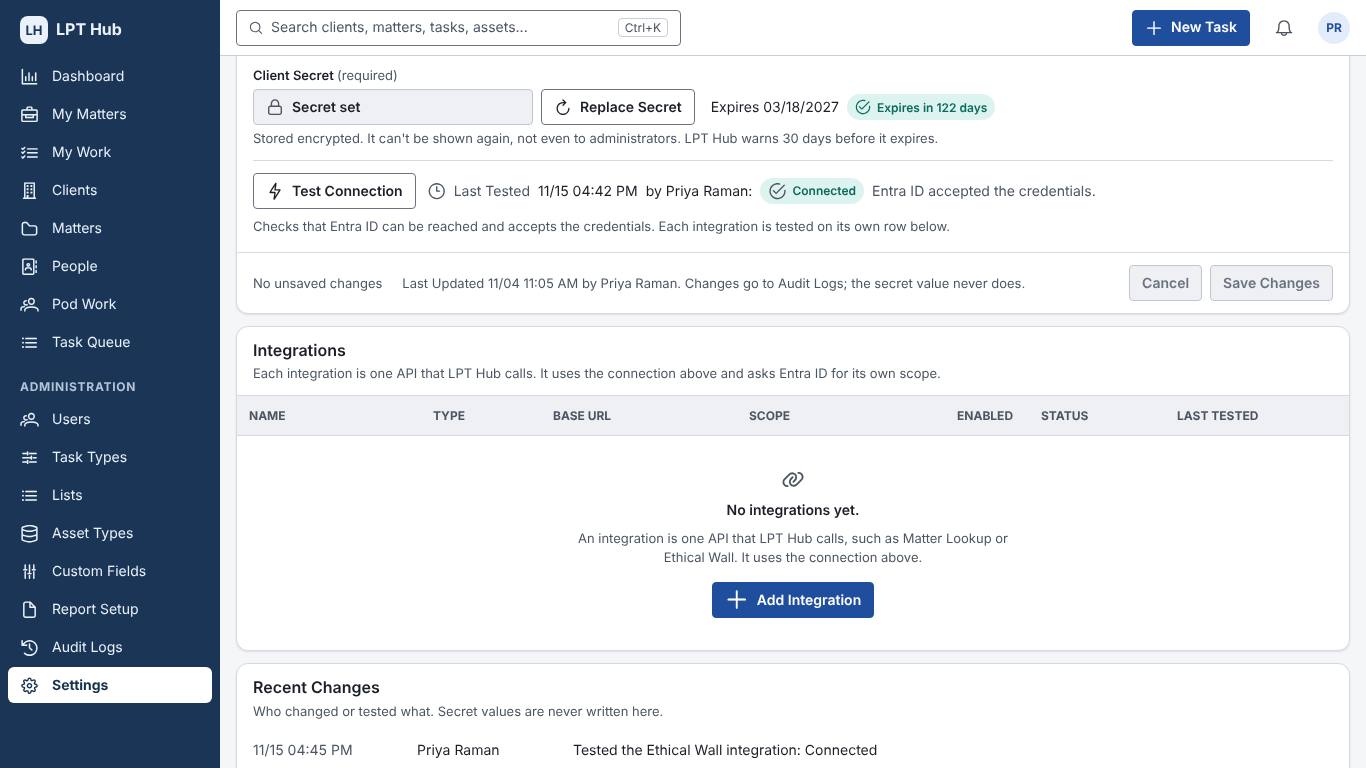 LH LPT Hub
Search clients, matters, tasks, assets... Ctrl+K
New Task
PR
Dashboard
My Matters
My Work
Clients
Matters
People
Pod Work
Task Queue
ADMINISTRATION
Users
Task Types
Lists
Asset Types
Custom Fields
Report Setup
Audit Logs
Settings
Client Secret (required)
Secret set Replace Secret Expires 03/18/2027 Expires in 122 days
Stored encrypted. It can't be shown again, not even to administrators. LPT Hub warns 30 days before it expires.
Test Connection Last Tested 11/15 04:42 PM by Priya Raman: Connected Entra ID accepted the credentials.
Checks that Entra ID can be reached and accepts the credentials. Each integration is tested on its own row below.
No unsaved changes Last Updated 11/04 11:05 AM by Priya Raman. Changes go to Audit Logs; the secret value never does. Cancel Save Changes
Integrations
Each integration is one API that LPT Hub calls. It uses the connection above and asks Entra ID for its own scope.
NAME TYPE BASE URL SCOPE ENABLED STATUS LAST TESTED
No integrations yet.
An integration is one API that LPT Hub calls, such as Matter Lookup or
Ethical Wall. It uses the connection above.
Add Integration
Recent Changes
Who changed or tested what. Secret values are never written here.
11/15 04:45 PM Priya Raman Tested the Ethical Wall integration: Connected